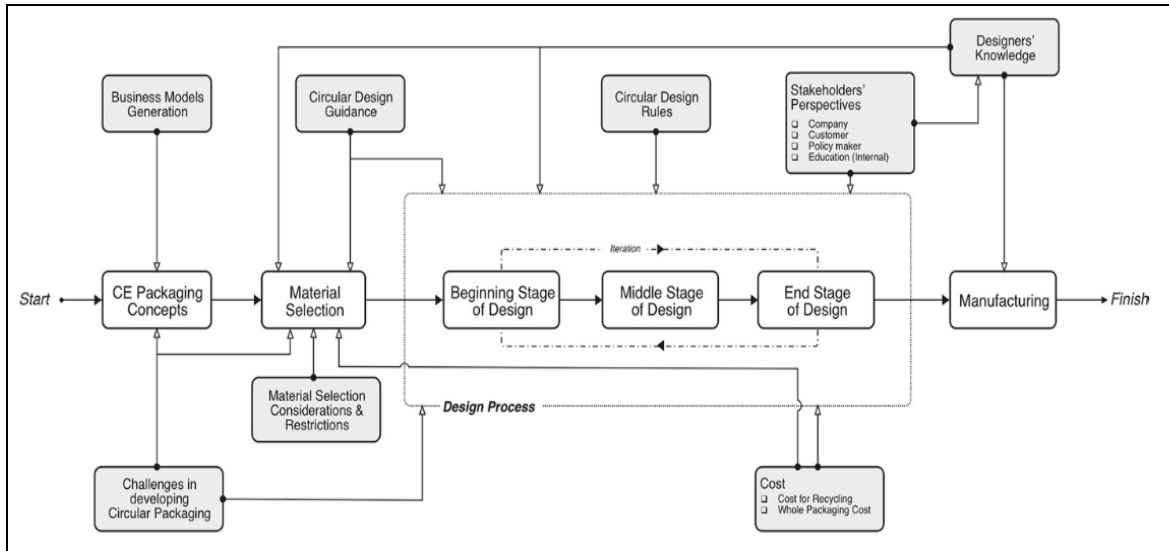 Designers'
Knowledge
Business Models
Generation
Circular Design
Guidance
Circular Design
Rules
Stakeholders'
Perspectives
Company
Customer
Policy maker
Education (Internal)
Iteration
Start
CE Packaging
Concepts
Material
Selection
Beginning Stage
of Design
Middle Stage
of Design
End Stage
of Design
Manufacturing
Finish
Material Selection
Considerations &
Restrictions
Design Process
Challenges in
developing
Circular Packaging
Cost
Cost for Recycling
Whole Packaging Cost